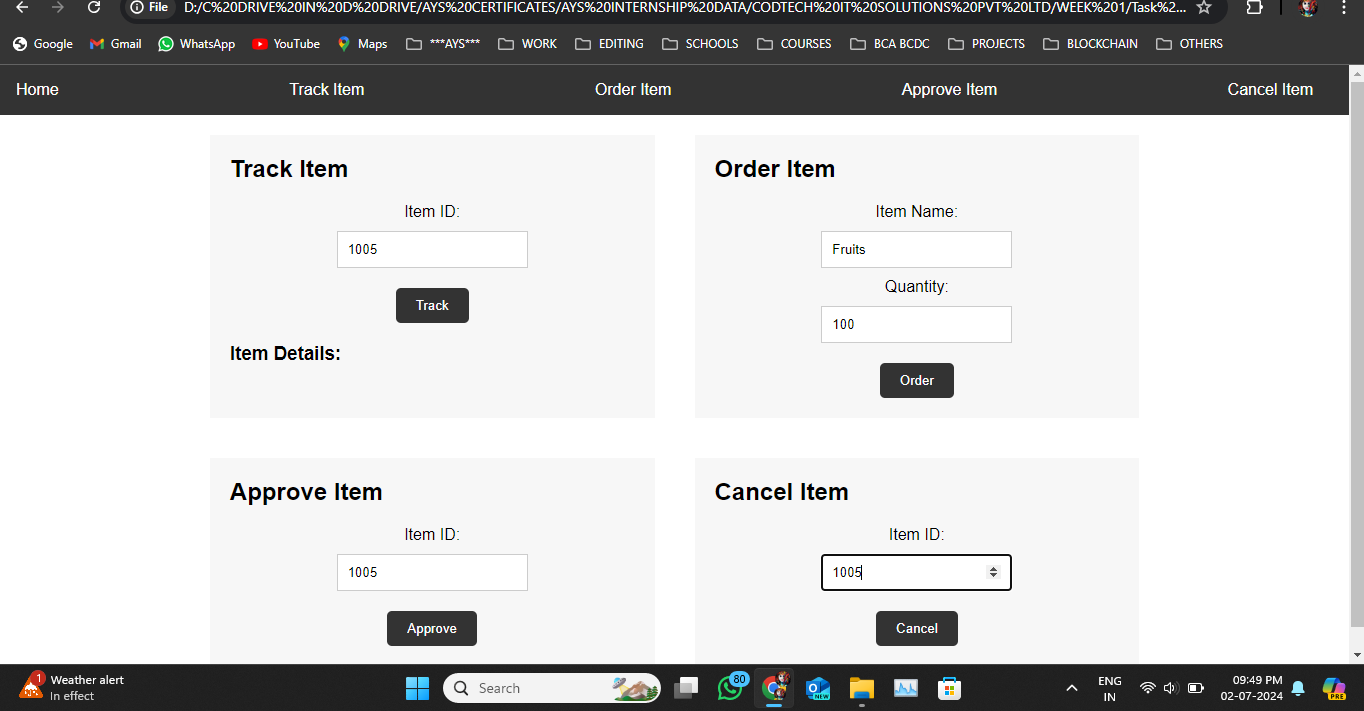 File D:/C%20DRIVE%20IN%20D%20DRIVE/AYS%20CERTIFICATES/AYS%20INTERNSHIP%20DATA/CODTECH%20IT%20SOLUTIONS%20PVT%20LTD/WEEK%201/Task%2...
Google Gmail WhatsApp YouTube Maps ***AYS*** WORK EDITING SCHOOLS COURSES BCA BCDC PROJECTS BLOCKCHAIN OTHERS
Home Track Item Order Item Approve Item Cancel Item
Track Item
Item ID:
1005
Track
Item Details:
Order Item
Item Name:
Fruits
Quantity:
100
Order
Approve Item
Item ID:
1005
Approve
Cancel Item
Item ID:
1005
Cancel
1
Weather alert
In effect
Search
80
NEW
ENG
IN
09:49 PM
02-07-2024
PRE